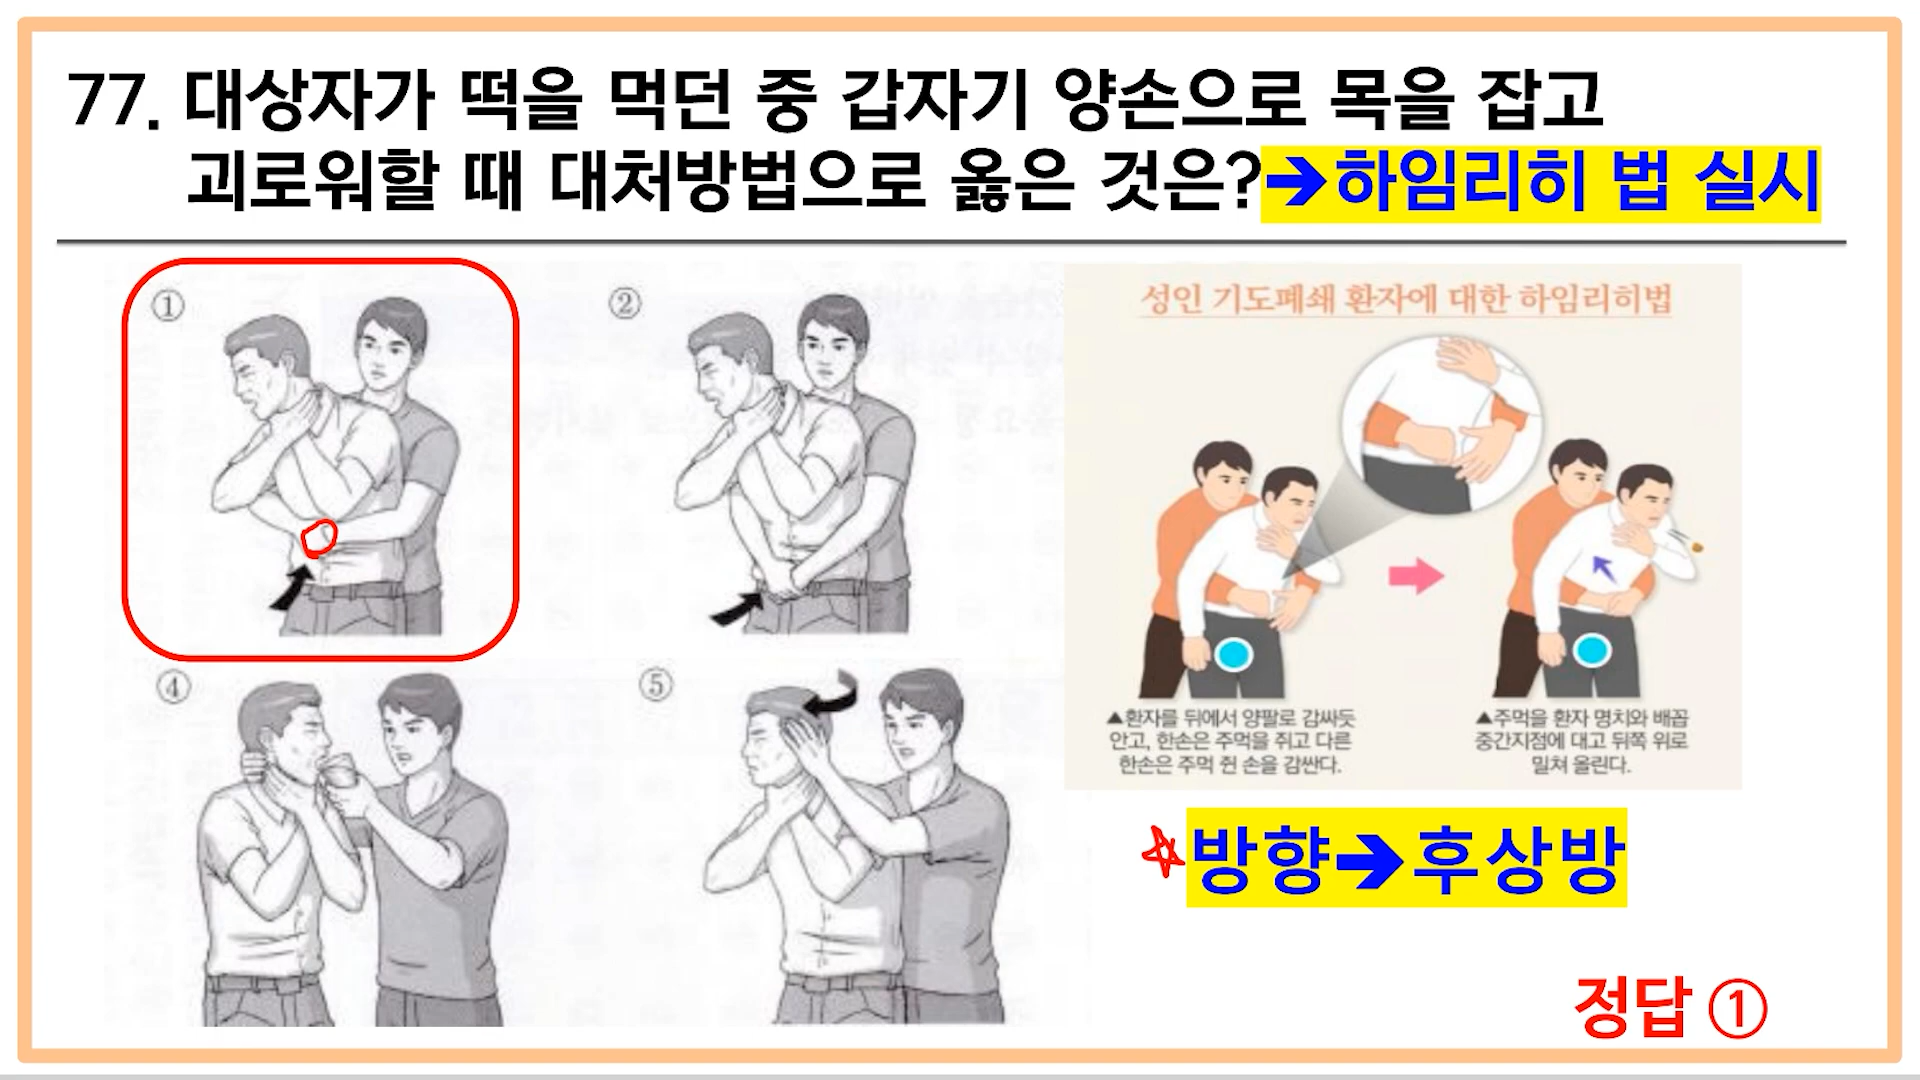 77. 대상자가 떡을 먹던 중 갑자기 양손으로 목을 잡고
괴로워할 때 대처방법으로 옳은 것은?➔하임리히 법 실시
①
②
성인 기도폐쇄 환자에 대한 하임리히법
▲환자를 뒤에서 양팔로 감싸듯
안고, 한손은 주먹을 쥐고 다른
한손은 주먹 쥔 손을 감싼다.
▲주먹을 환자 명치와 배꼽
중간지점에 대고 뒤쪽 위로
밀쳐 올린다.
④
⑤
☆방향➔후상방
정답 ①